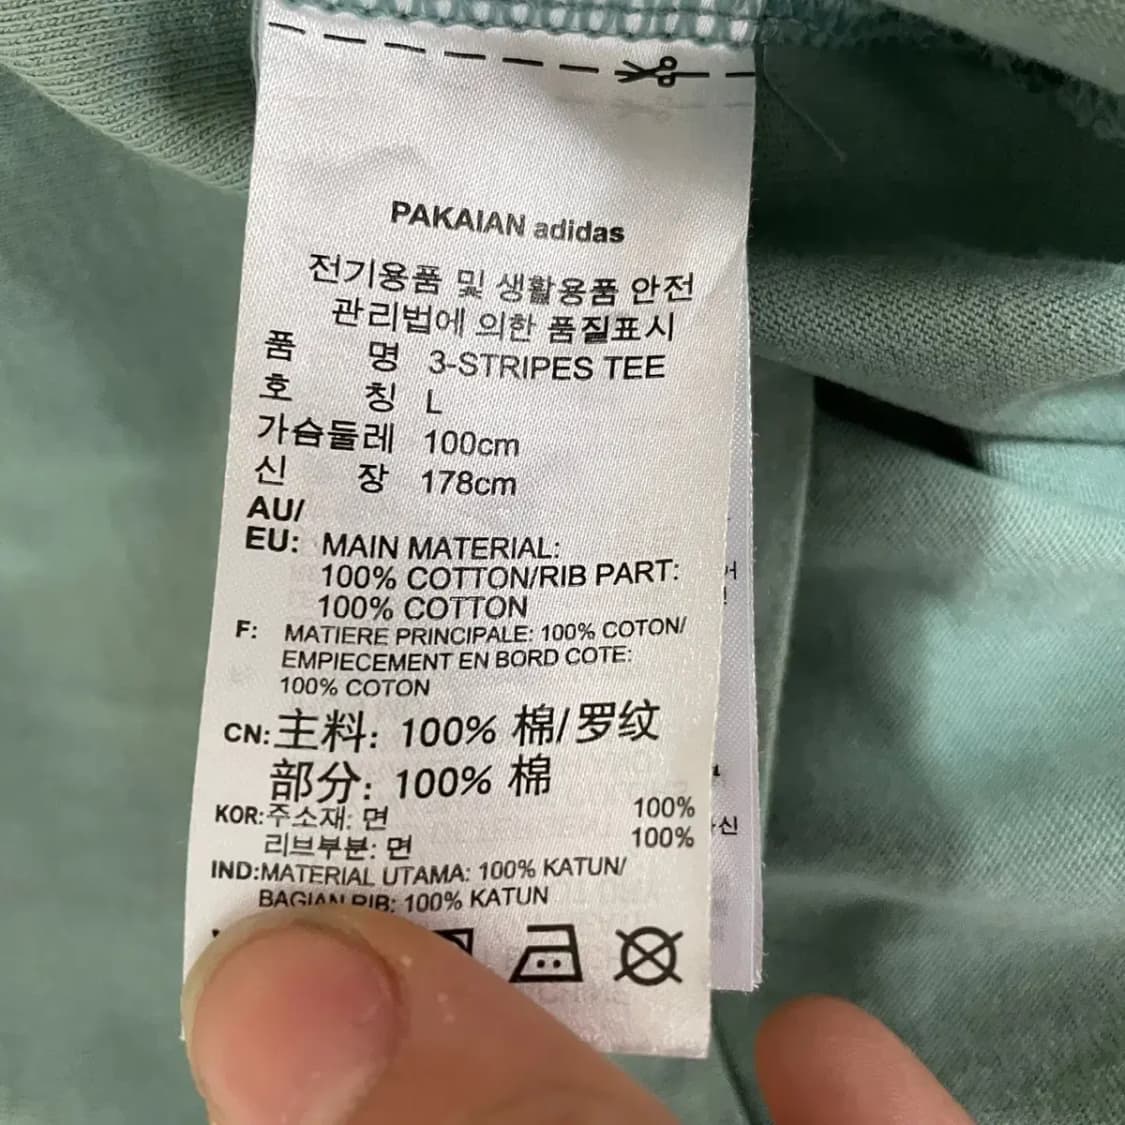 PAKAIAN adidas
전기용품 및 생활용품 안전
관리법에 의한 품질표시
품 명 3-STRIPES TEE
호 칭 L
가슴둘레 100cm
신 장 178cm
AU/
EU: MAIN MATERIAL:
100% COTTON/RIB PART:
100% COTTON
F: MATIERE PRINCIPALE: 100% COTON/
EMPIECEMENT EN BORD COTE:
100% COTON
CN: 主料: 100% 棉/罗纹
部分: 100% 棉
KOR: 주소재: 면 100%
리브부분: 면 100%
IND: MATERIAL UTAMA: 100% KATUN/
BAGIAN RIB: 100% KATUN